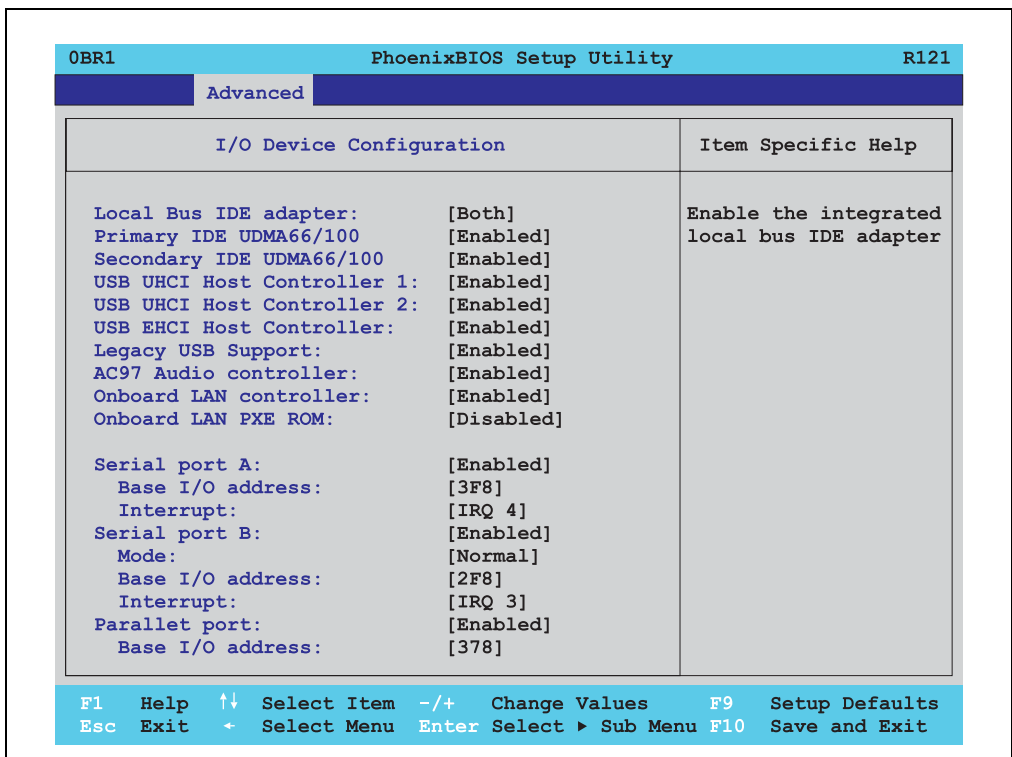 0BR1 PhoenixBIOS Setup Utility R121
Advanced
I/O Device Configuration Item Specific Help
Local Bus IDE adapter: [Both] Enable the integrated
Primary IDE UDMA66/100 [Enabled] local bus IDE adapter
Secondary IDE UDMA66/100 [Enabled]
USB UHCI Host Controller 1: [Enabled]
USB UHCI Host Controller 2: [Enabled]
USB EHCI Host Controller: [Enabled]
Legacy USB Support: [Enabled]
AC97 Audio controller: [Enabled]
Onboard LAN controller: [Enabled]
Onboard LAN PXE ROM: [Disabled]
Serial port A: [Enabled]
Base I/O address: [3F8]
Interrupt: [IRQ 4]
Serial port B: [Enabled]
Mode: [Normal]
Base I/O address: [2F8]
Interrupt: [IRQ 3]
Parallet port: [Enabled]
Base I/O address: [378]
F1 Help ↑↓ Select Item -/+ Change Values F9 Setup Defaults
Esc Exit ← Select Menu Enter Select ▶ Sub Menu F10 Save and Exit